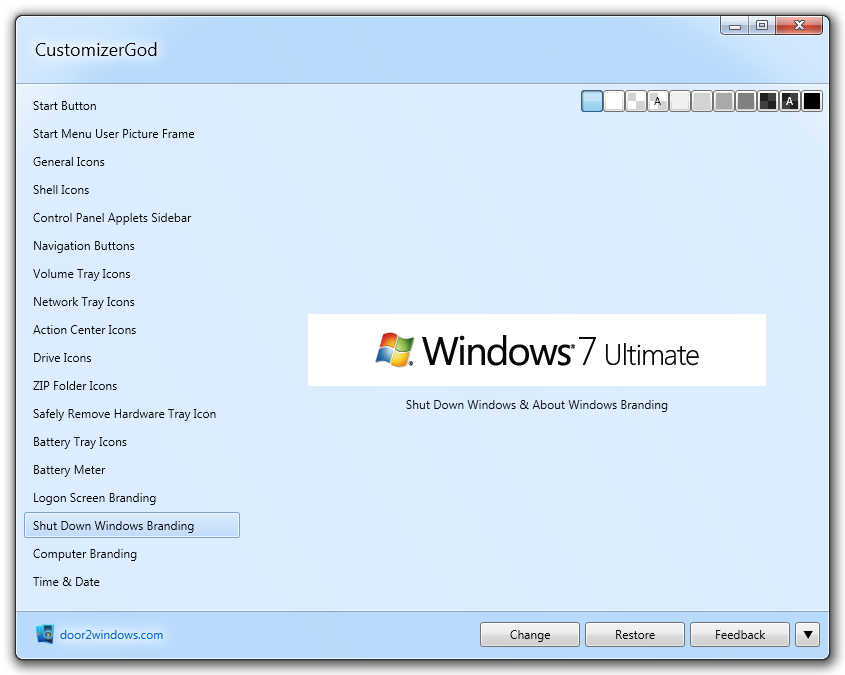 CustomizerGod
Start Button
Start Menu User Picture Frame
General Icons
Shell Icons
Control Panel Applets Sidebar
Navigation Buttons
Volume Tray Icons
Network Tray Icons
Action Center Icons
Drive Icons
ZIP Folder Icons
Safely Remove Hardware Tray Icon
Battery Tray Icons
Battery Meter
Logon Screen Branding
Shut Down Windows Branding
Computer Branding
Time & Date
A
A
Windows® 7 Ultimate
Shut Down Windows & About Windows Branding
door2windows.com
Change
Restore
Feedback